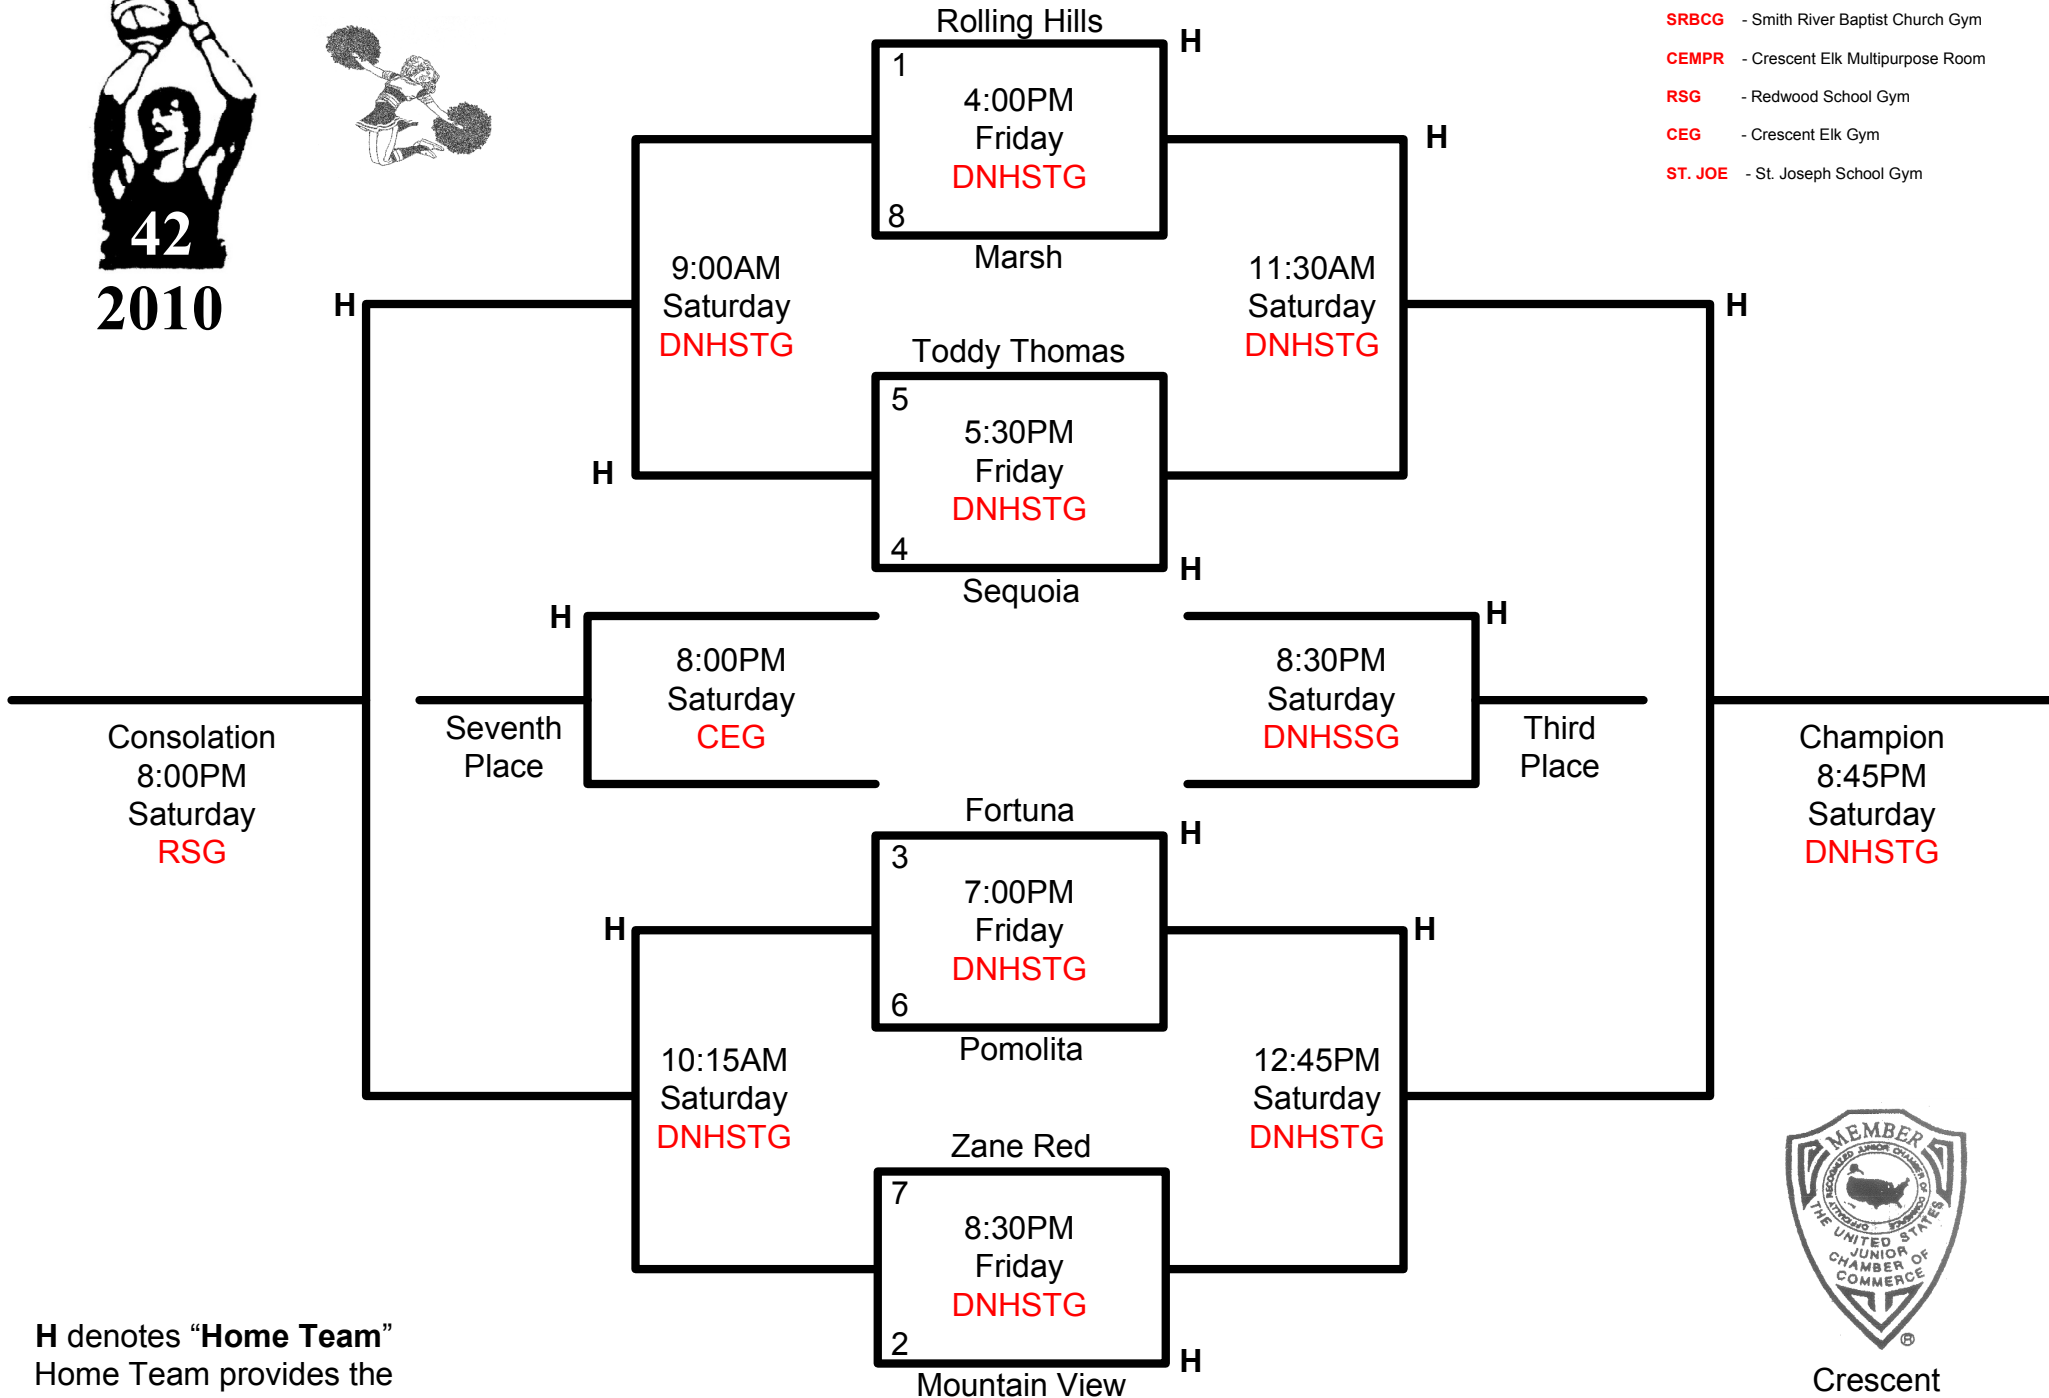 42
2010
SRBCG - Smith River Baptist Church Gym
CEMPR - Crescent Elk Multipurpose Room
RSG - Redwood School Gym
CEG - Crescent Elk Gym
ST. JOE - St. Joseph School Gym
Rolling Hills
H
1
4:00PM
Friday
DNHSTG
8
Marsh
H
9:00AM
Saturday
DNHSTG
11:30AM
Saturday
DNHSTG
H
H
Toddy Thomas
5
5:30PM
Friday
DNHSTG
4
Sequoia
H
H
H
8:00PM
Saturday
CEG
Seventh
Place
H
8:30PM
Saturday
DNHSSG
Third
Place
Consolation
8:00PM
Saturday
RSG
Champion
8:45PM
Saturday
DNHSTG
Fortuna
H
3
7:00PM
Friday
DNHSTG
6
Pomolita
H
H
10:15AM
Saturday
DNHSTG
12:45PM
Saturday
DNHSTG
Zane Red
7
8:30PM
Friday
DNHSTG
2
H
Mountain View
H denotes “Home Team”
Home Team provides the
MEMBER
OFFICIALLY RECOGNIZED JUNIOR CHAMBER OF COMMERCE
THE UNITED STATES
JUNIOR
CHAMBER OF
COMMERCE
®
Crescent